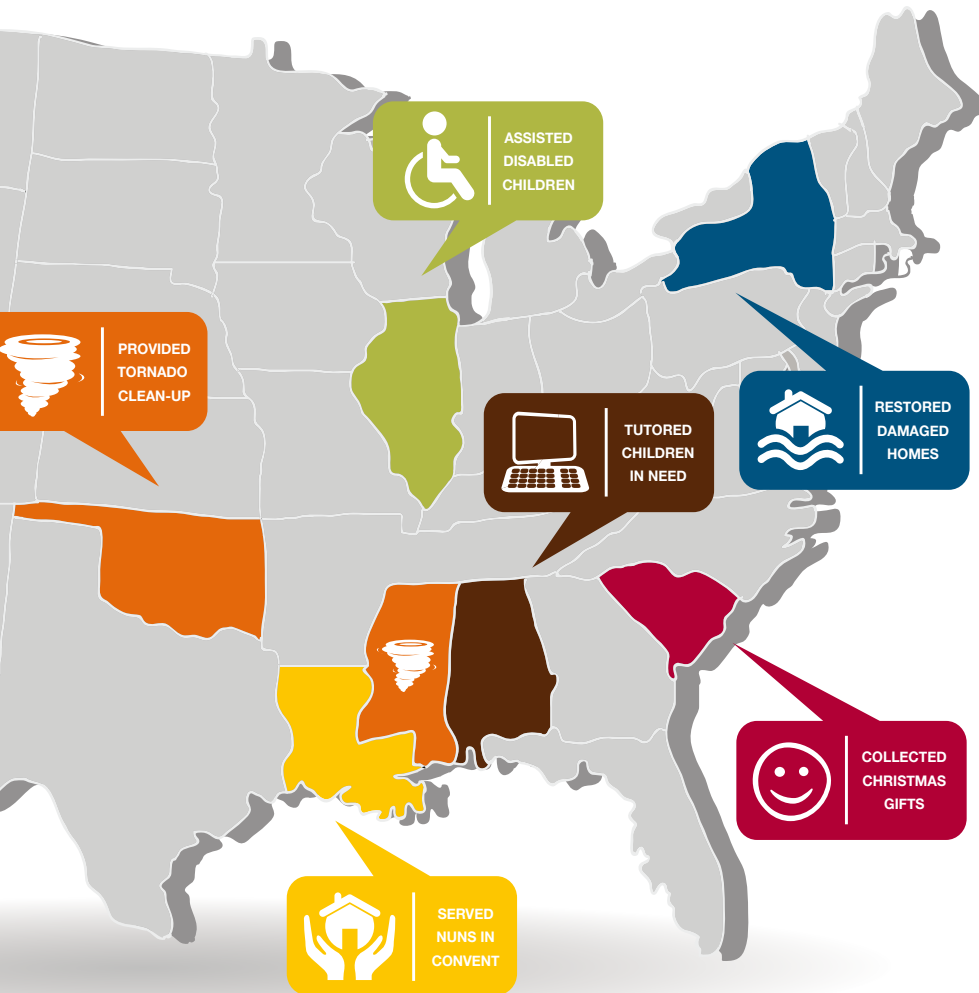 ASSISTED
DISABLED
CHILDREN
PROVIDED
TORNADO
CLEAN-UP
TUTORED
CHILDREN
IN NEED
RESTORED
DAMAGED
HOMES
COLLECTED
CHRISTMAS
GIFTS
SERVED
NUNS IN
CONVENT